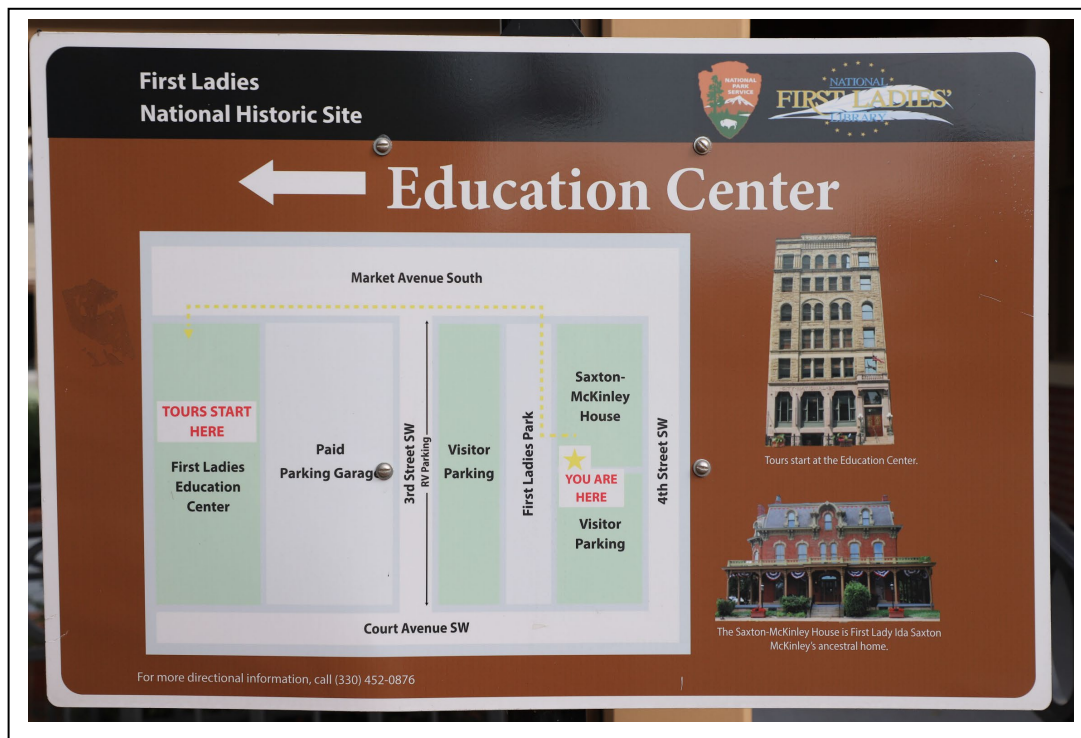 First Ladies
National Historic Site
NATIONAL
PARK
SERVICE
NATIONAL
FIRST LADIES'
LIBRARY
Education Center
Market Avenue South
TOURS START
HERE
First Ladies
Education
Center
Paid
Parking Garage
3rd Street SW
RV Parking
Visitor
Parking
First Ladies Park
Saxton-
McKinley
House
YOU ARE
HERE
Visitor
Parking
4th Street SW
Court Avenue SW
Tours start at the Education Center.
The Saxton-McKinley House is First Lady Ida Saxton
McKinley's ancestral home.
For more directional information, call (330) 452-0876